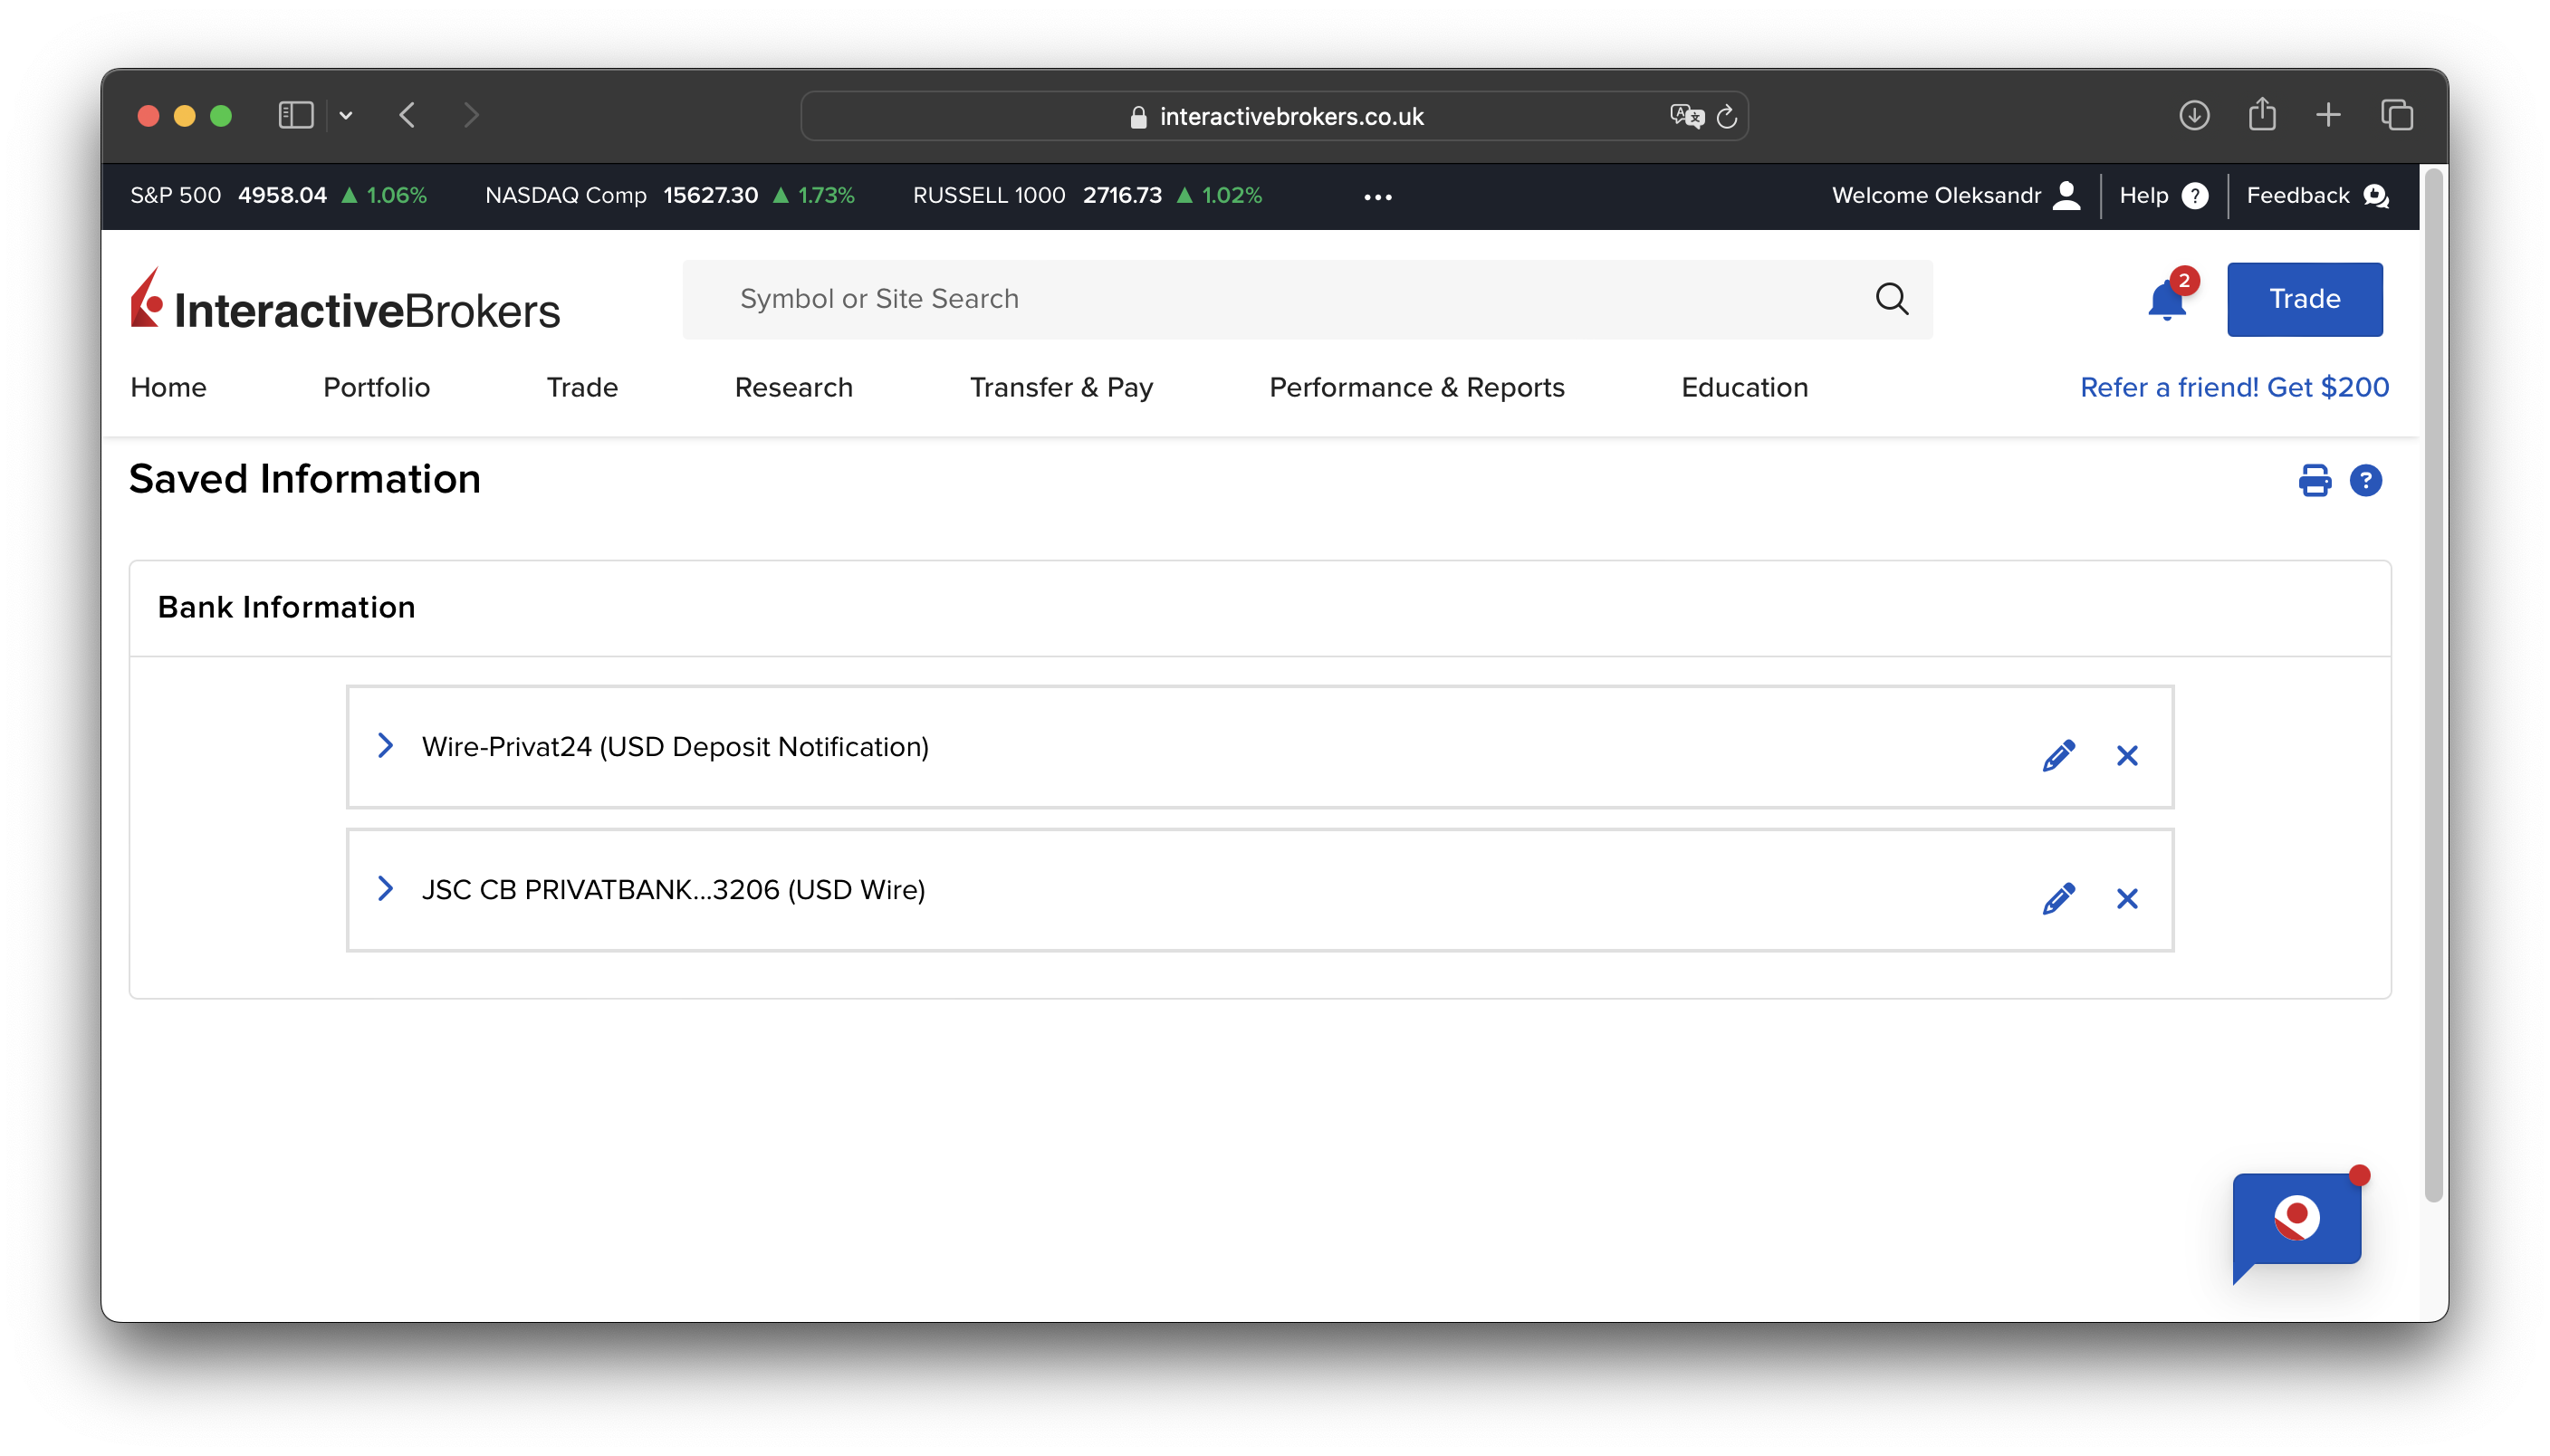 interactivebrokers.co.uk
S&P 500 4958.04 ▲ 1.06% NASDAQ Comp 15627.30 ▲ 1.73% RUSSELL 1000 2716.73 ▲ 1.02% ••• Welcome Oleksandr Help ? Feedback
InteractiveBrokers
Symbol or Site Search
2
Trade
Home Portfolio Trade Research Transfer & Pay Performance & Reports Education Refer a friend! Get $200
Saved Information
?
Bank Information
Wire-Privat24 (USD Deposit Notification)
JSC CB PRIVATBANK...3206 (USD Wire)